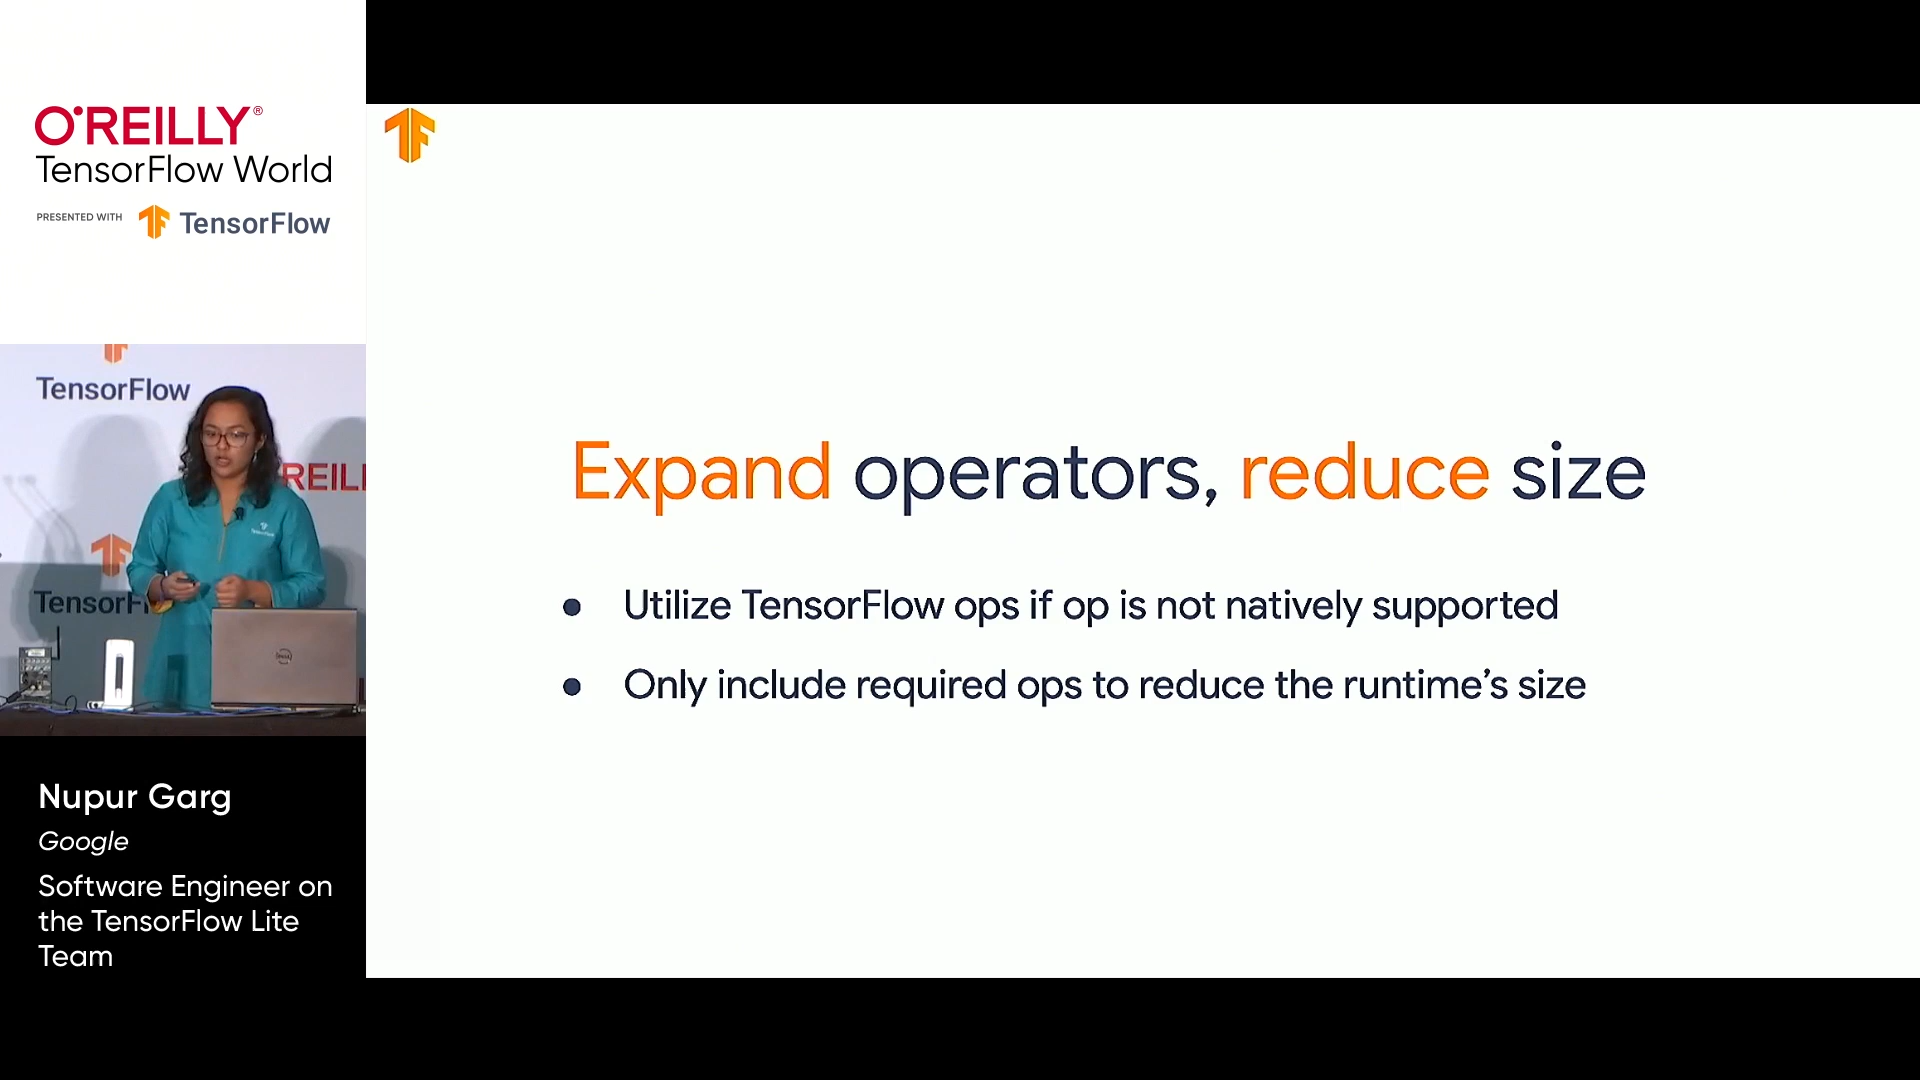 O'REILLY®
TensorFlow World
PRESENTED WITH TensorFlow
TensorFlow
REILL
TensorFl
Nupur Garg
Google
Software Engineer on
the TensorFlow Lite
Team
Expand operators, reduce size
• Utilize TensorFlow ops if op is not natively supported
• Only include required ops to reduce the runtime’s size